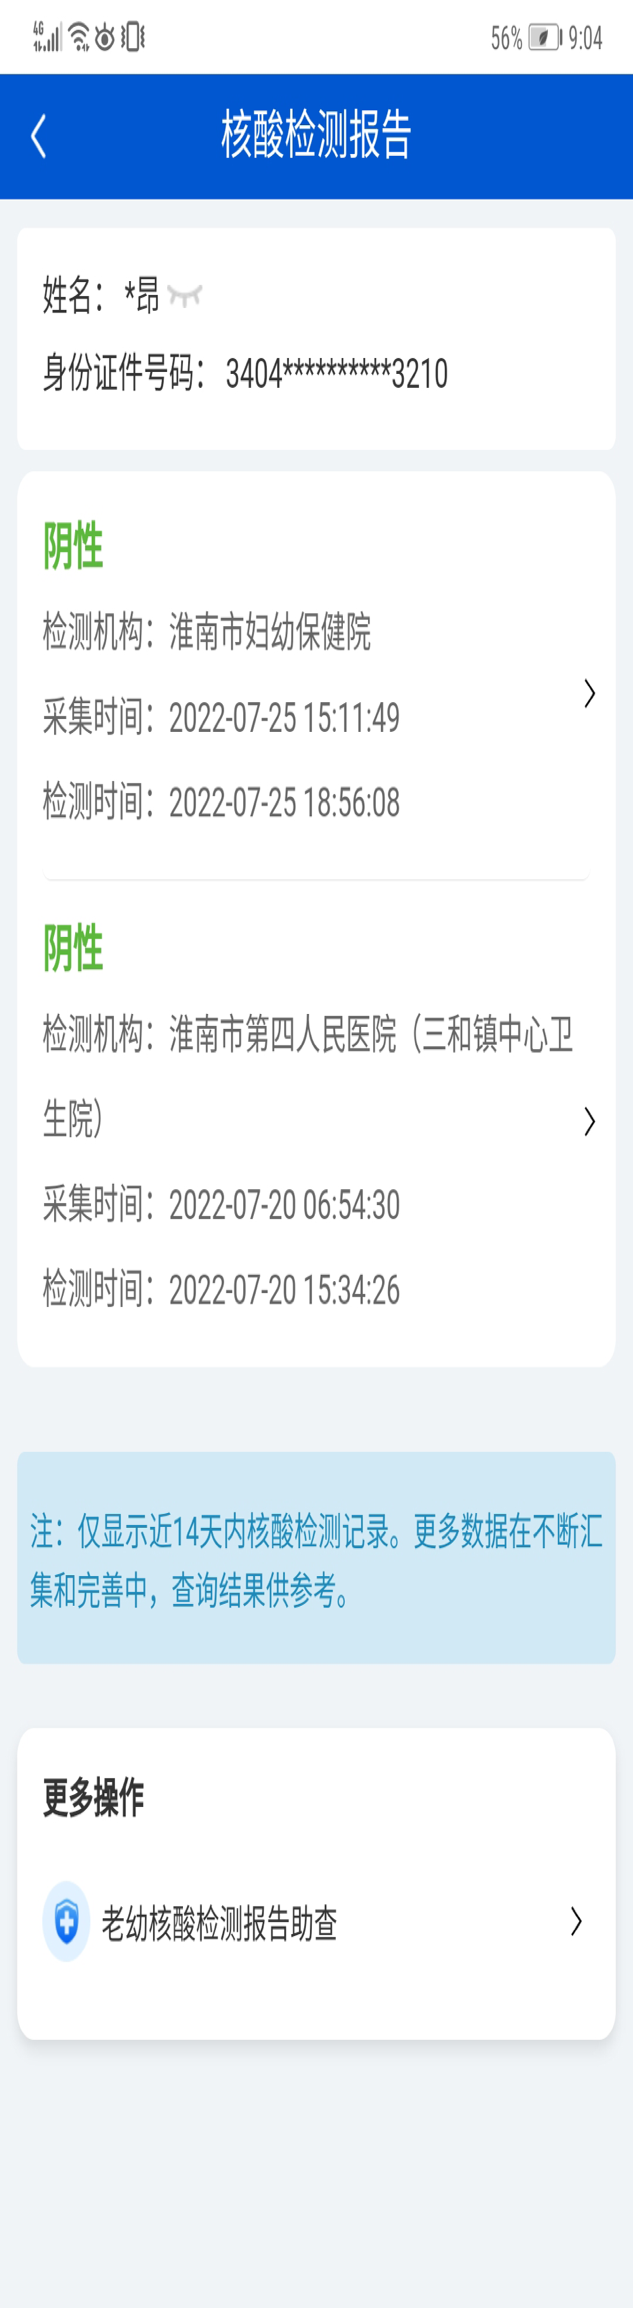 4G
56%
9:04
核酸检测报告
姓名： *昂
身份证件号码： 3404**********3210
阴性
检测机构：淮南市妇幼保健院
采集时间：2022-07-25 15:11:49
检测时间：2022-07-25 18:56:08
阴性
检测机构：淮南市第四人民医院（三和镇中心卫
生院）
采集时间：2022-07-20 06:54:30
检测时间：2022-07-20 15:34:26
注：仅显示近14天内核酸检测记录。更多数据在不断汇
集和完善中，查询结果供参考。
更多操作
老幼核酸检测报告助查